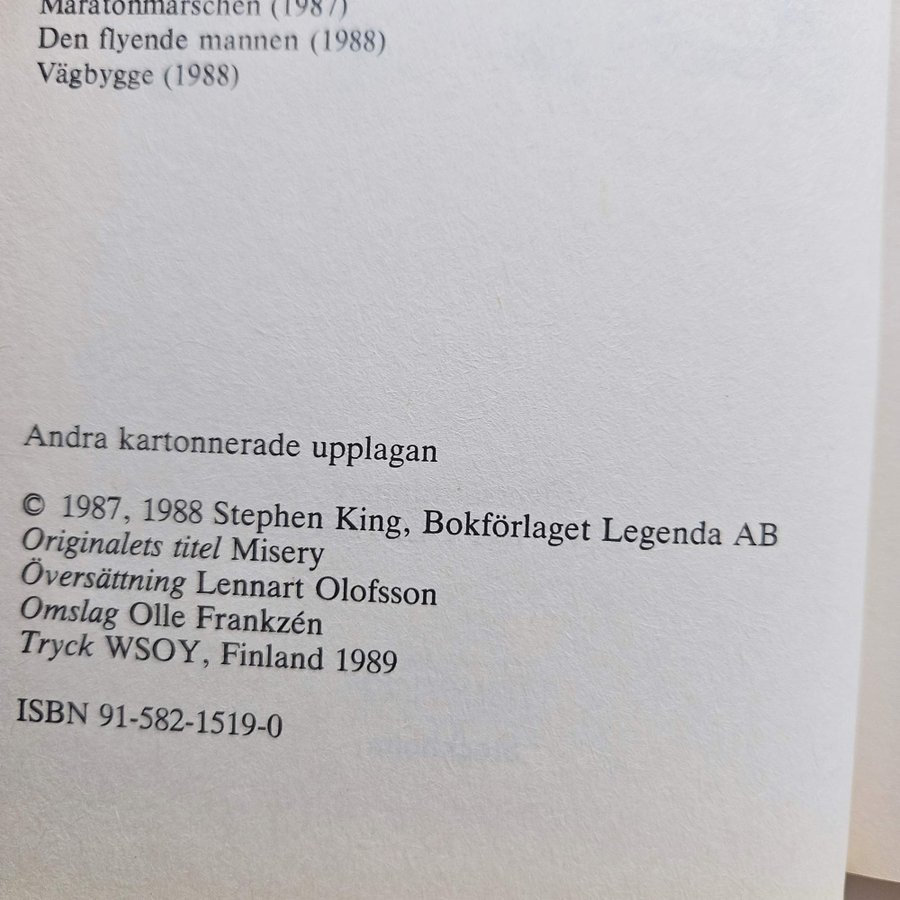 Maratonmarschen (1987)
Den flyende mannen (1988)
Vägbygge (1988)
Andra kartonnerade upplagan
© 1987, 1988 Stephen King, Bokförlaget Legenda AB
Originalets titel Misery
Översättning Lennart Olofsson
Omslag Olle Frankzén
Tryck WSOY, Finland 1989
ISBN 91-582-1519-0